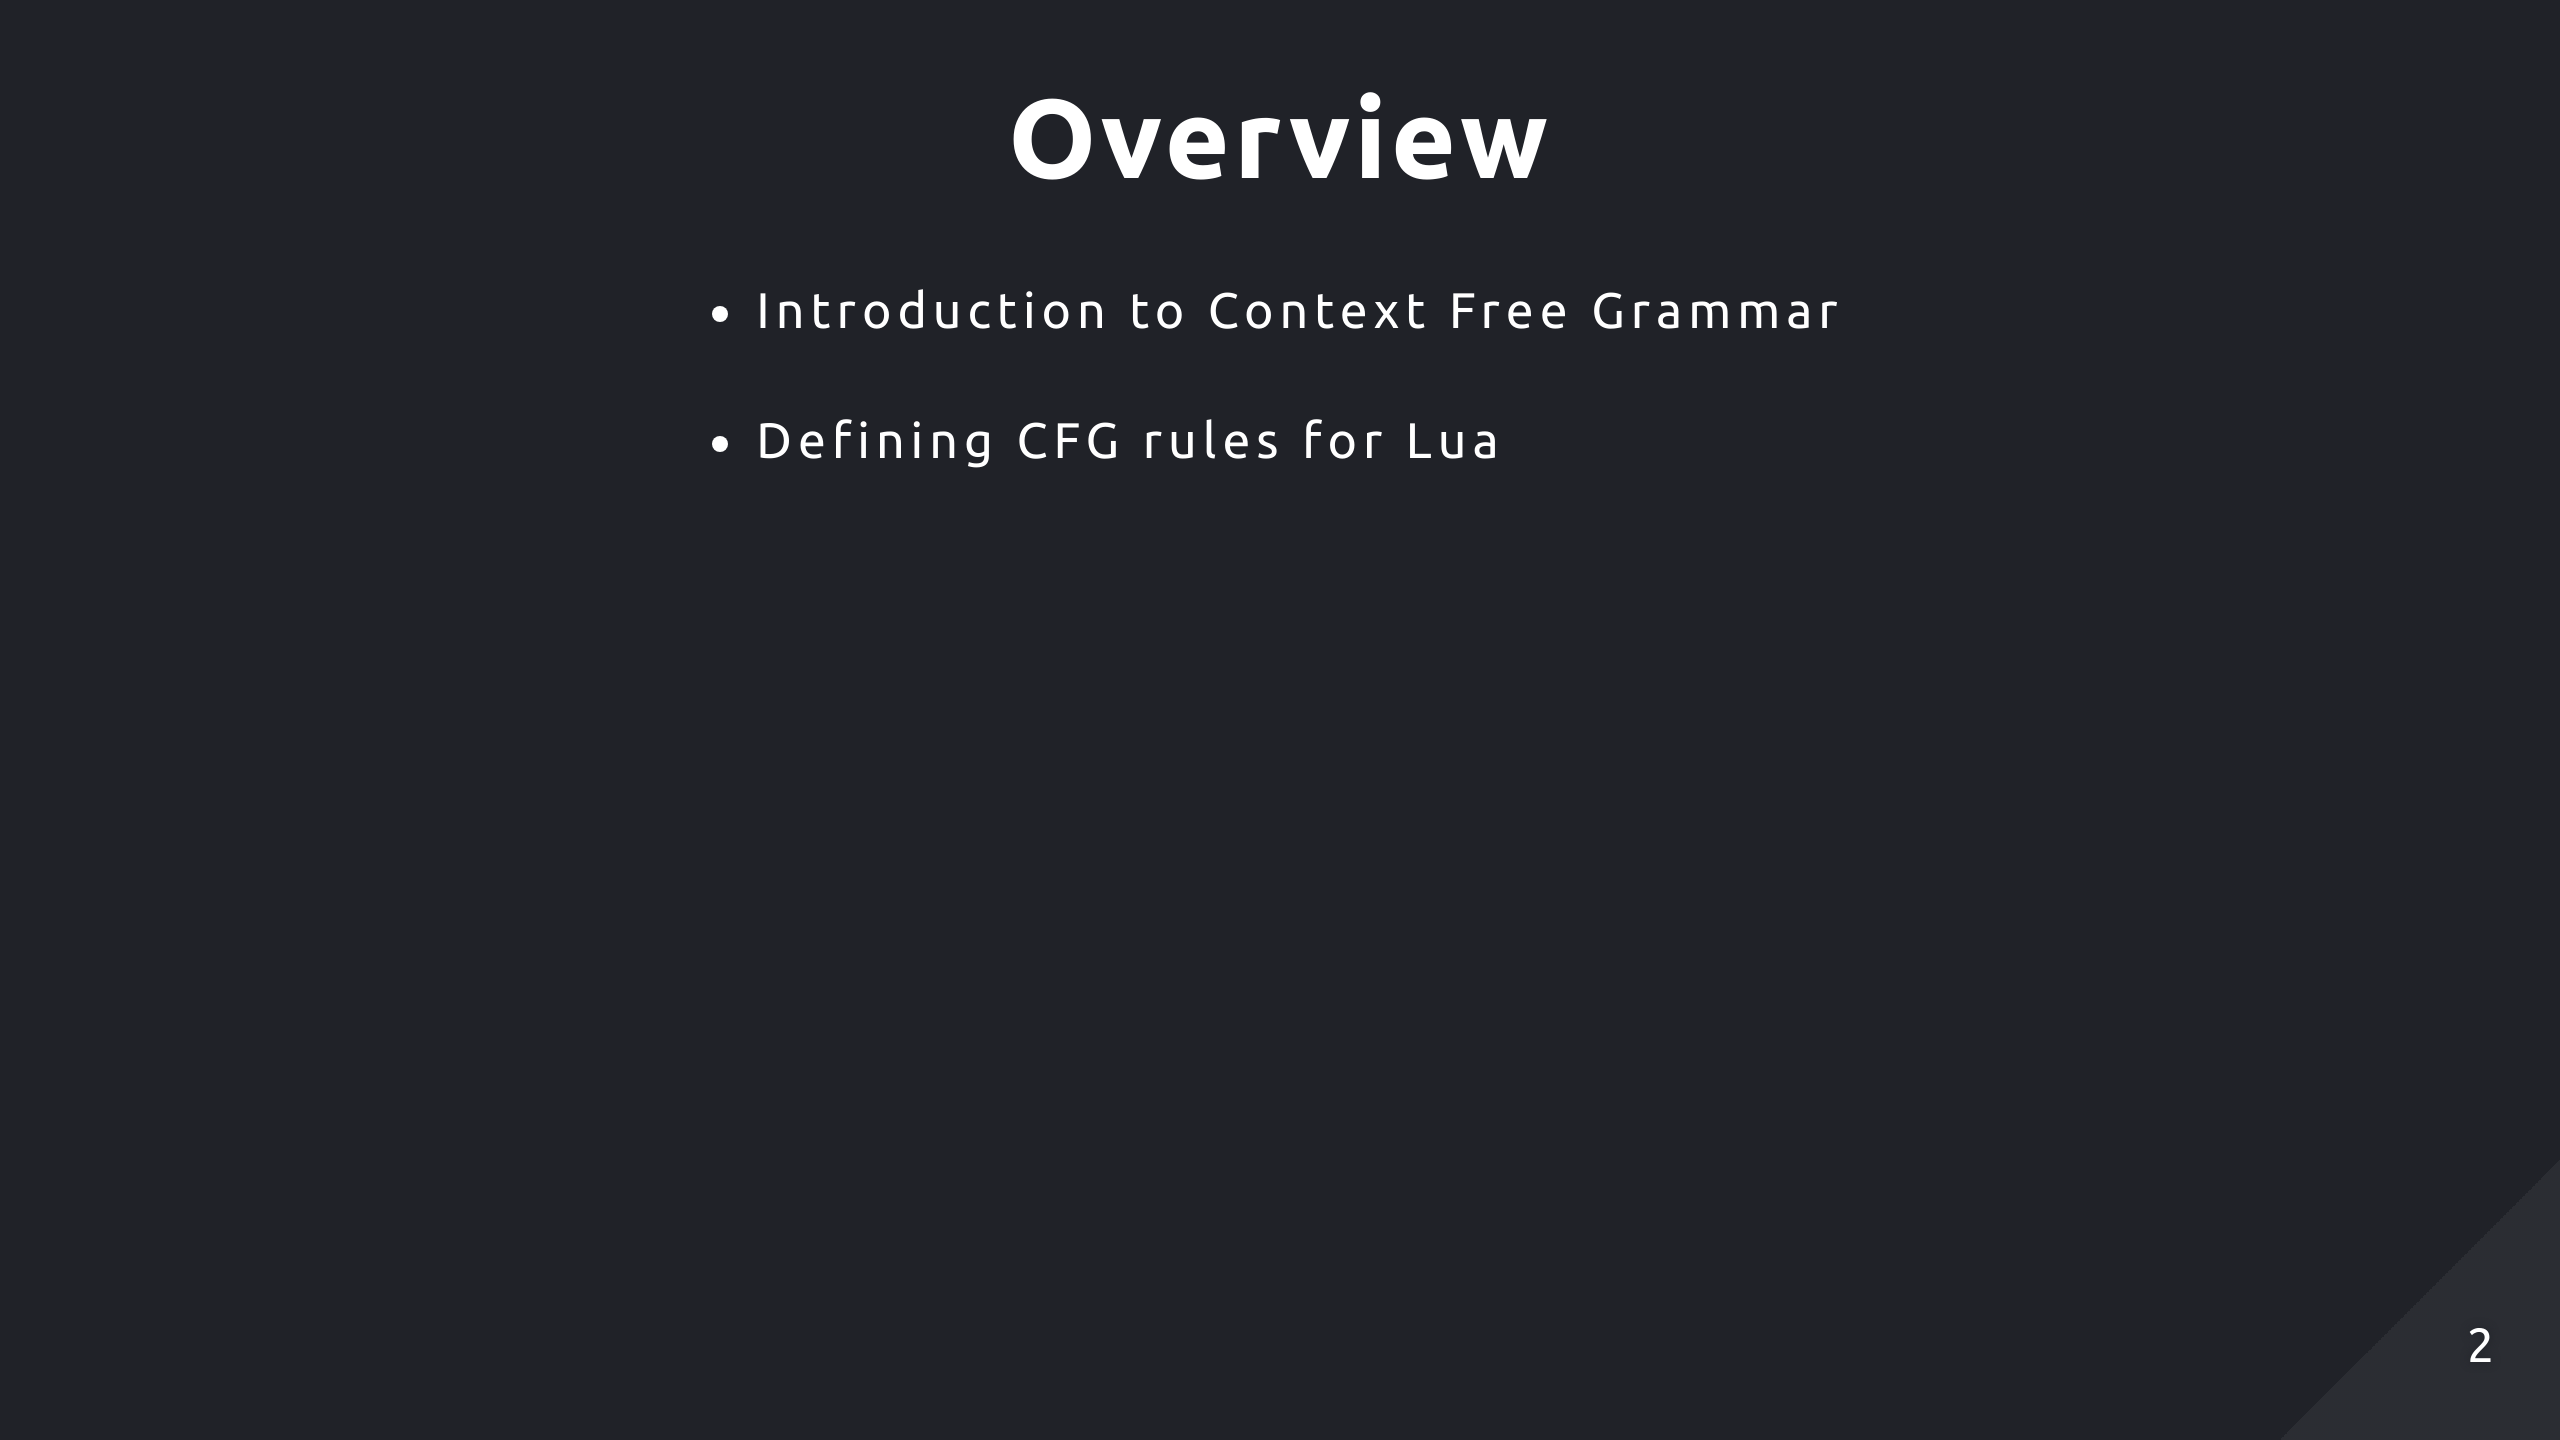 Overview
• Introduction to Context Free Grammar
• Defining CFG rules for Lua
2